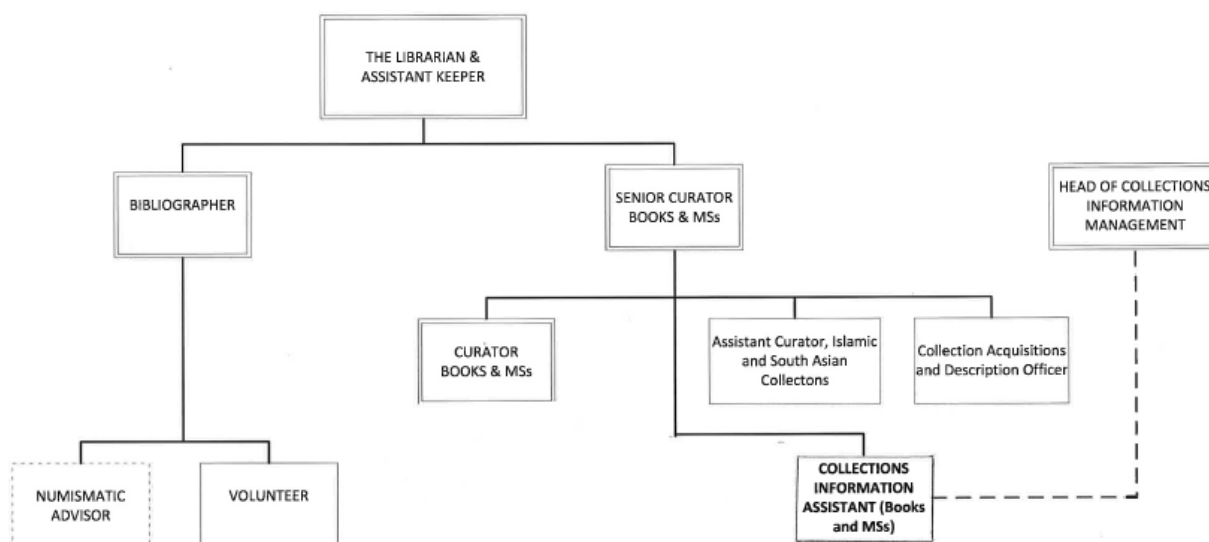 THE LIBRARIAN &
ASSISTANT KEEPER
BIBLIOGRAPHER
SENIOR CURATOR
BOOKS & MSs
HEAD OF COLLECTIONS
INFORMATION
MANAGEMENT
CURATOR
BOOKS & MSs
Assistant Curator, Islamic
and South Asian
Collectons
Collection Acquisitions
and Description Officer
NUMISMATIC
ADVISOR
VOLUNTEER
COLLECTIONS
INFORMATION
ASSISTANT (Books
and MSs)